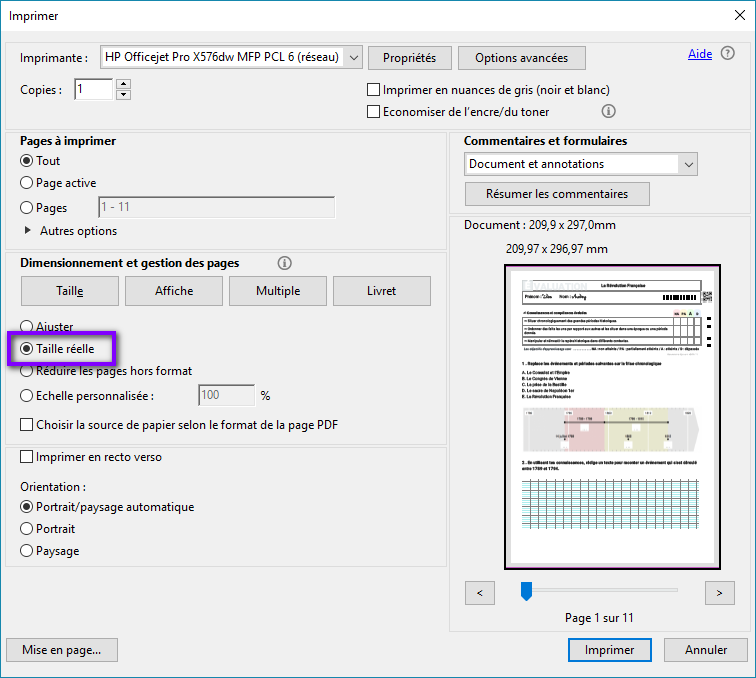 Imprimer
Imprimante : HP Officejet Pro X576dw MFP PCL 6 (réseau) Propriétés Options avancées Aide
Copies : 1
Imprimer en nuances de gris (noir et blanc)
Economiser de l'encre/du toner
Pages à imprimer
Tout
Page active
Pages 1 - 11
Autres options
Dimensionnement et gestion des pages
Taille Affiche Multiple Livret
Ajuster
Taille réelle
Réduire les pages hors format
Echelle personnalisée : 100 %
Choisir la source de papier selon le format de la page PDF
Imprimer en recto verso
Orientation :
Portrait/paysage automatique
Portrait
Paysage
Commentaires et formulaires
Document et annotations
Résumer les commentaires
Document : 209,9 x 297,0mm
209,97 x 296,97 mm
EVALUATION La Révolution Française
Prénom : Nom :
1 . Replace les événements et périodes suivantes sur la frise chronologique
A. Le Consulat et l'Empire
B. Le Congrès de Vienne
C. La prise de la Bastille
D. Le sacre de Napoléon 1er
E. La Révolution Française
2 . En utilisant tes connaissances, rédige un texte pour raconter un événement qui s'est déroulé
entre 1789 et 1794.
< >
Page 1 sur 11
Mise en page... Imprimer Annuler